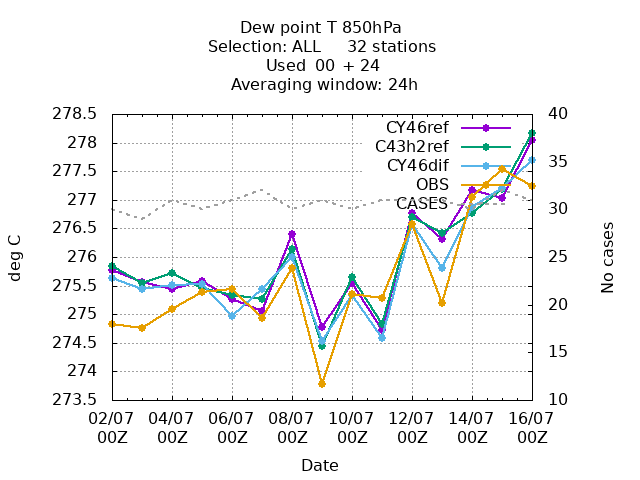 Dew point T 850hPa
Selection: ALL 32 stations
Used 00 + 24
Averaging window: 24h
278.5
278
277.5
277
276.5
276
275.5
275
274.5
274
273.5
deg C
40
35
30
25
20
15
10
No cases
CY46ref
C43h2ref
CY46dif
OBS
CASES
02/07 04/07 06/07 08/07 10/07 12/07 14/07 16/07
00Z 00Z 00Z 00Z 00Z 00Z 00Z 00Z
Date